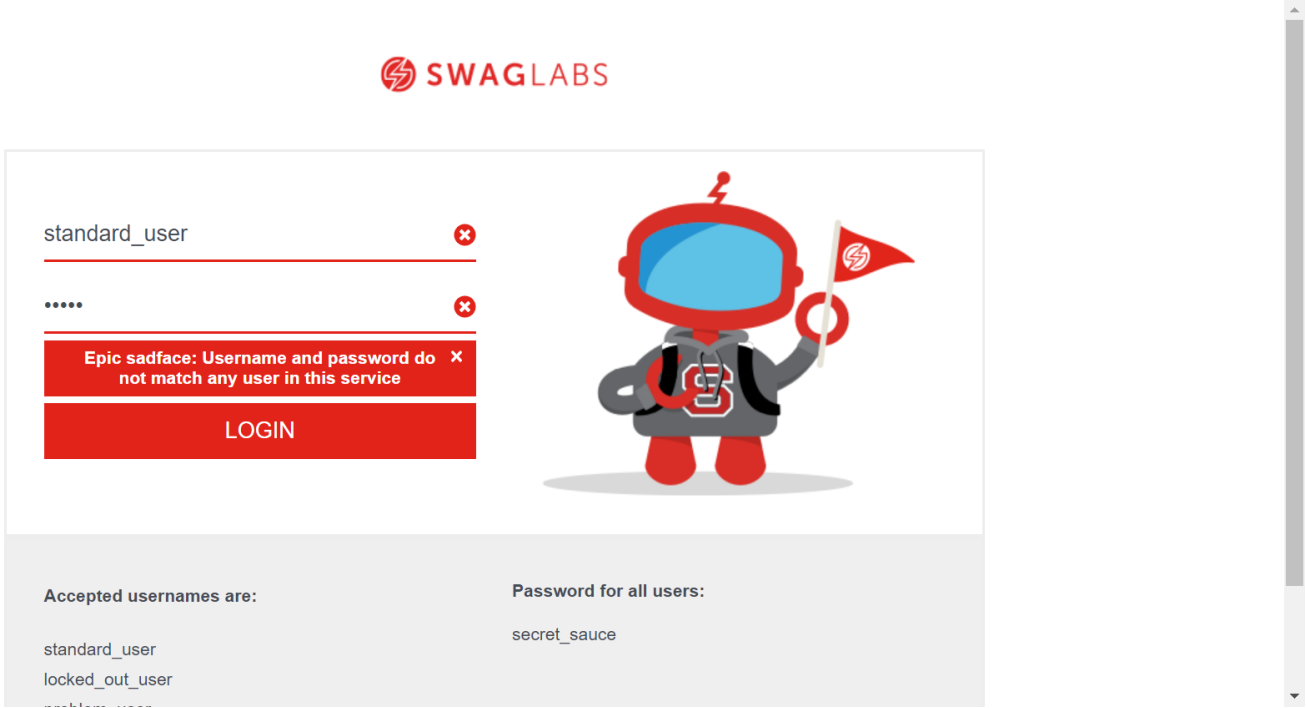 SWAGLABS
standard_user
•••••
Epic sadface: Username and password do
not match any user in this service
LOGIN
S
Accepted usernames are:
standard_user
locked_out_user
problem_user
Password for all users:
secret_sauce